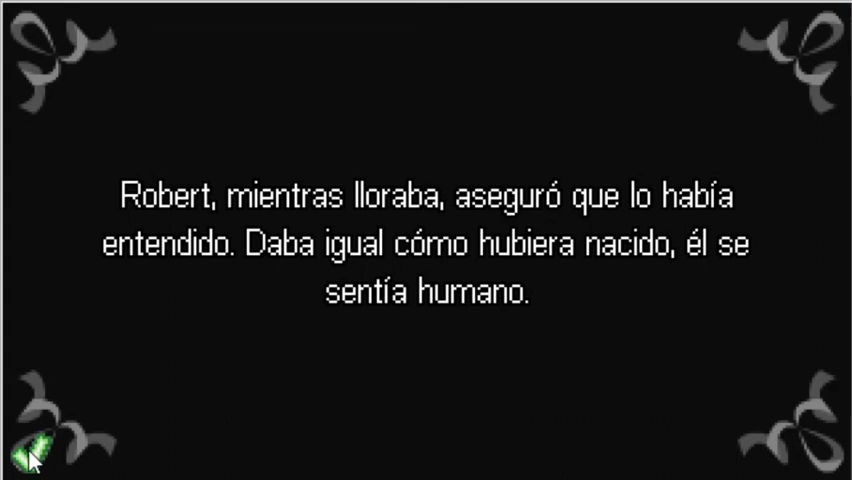 Robert, mientras lloraba, aseguró que lo había
entendido. Daba igual cómo hubiera nacido, él se
sentía humano.